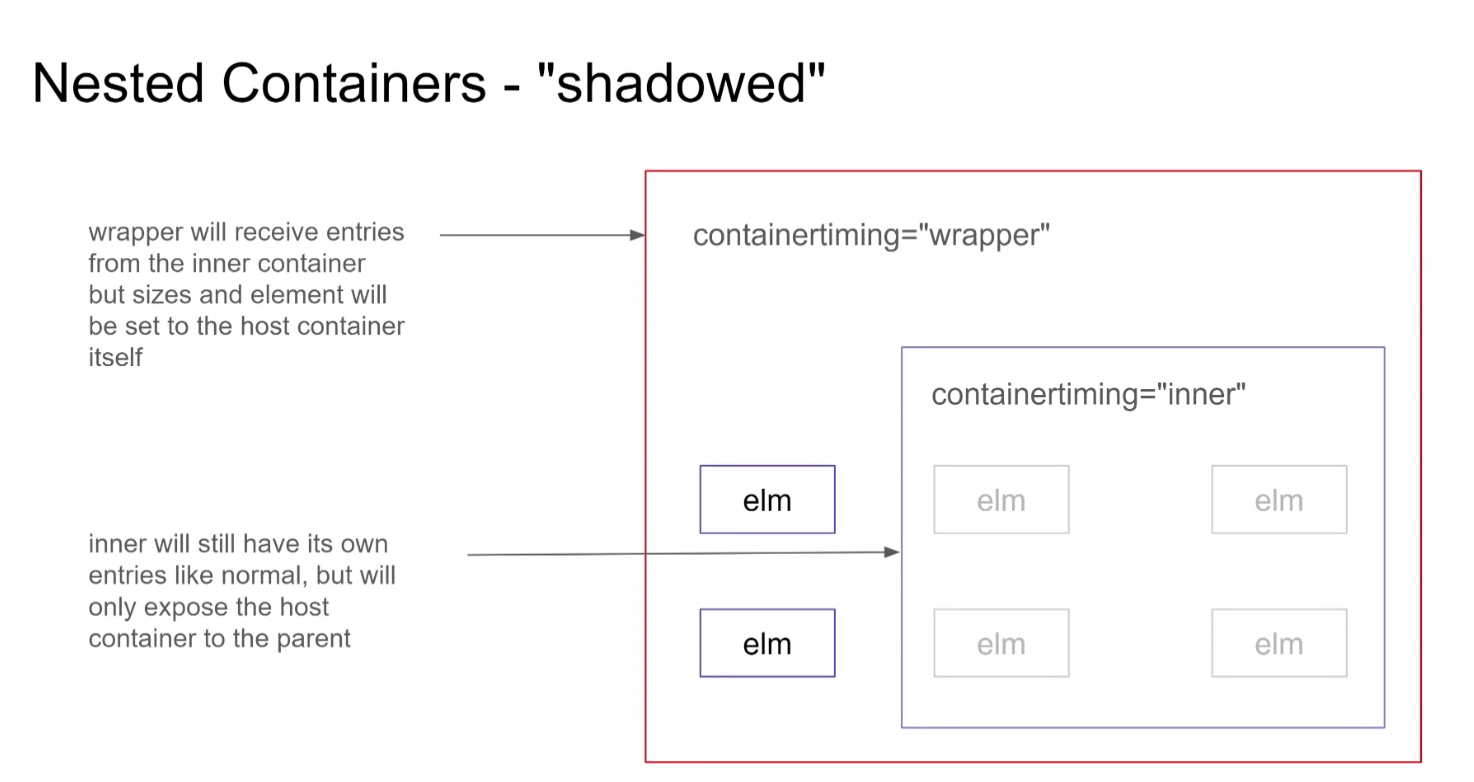 Nested Containers - "shadowed"
wrapper will receive entries
from the inner container
but sizes and element will
be set to the host container
itself
containertiming="wrapper"
containertiming="inner"
elm
elm
elm
inner will still have its own
entries like normal, but will
only expose the host
container to the parent
elm
elm
elm